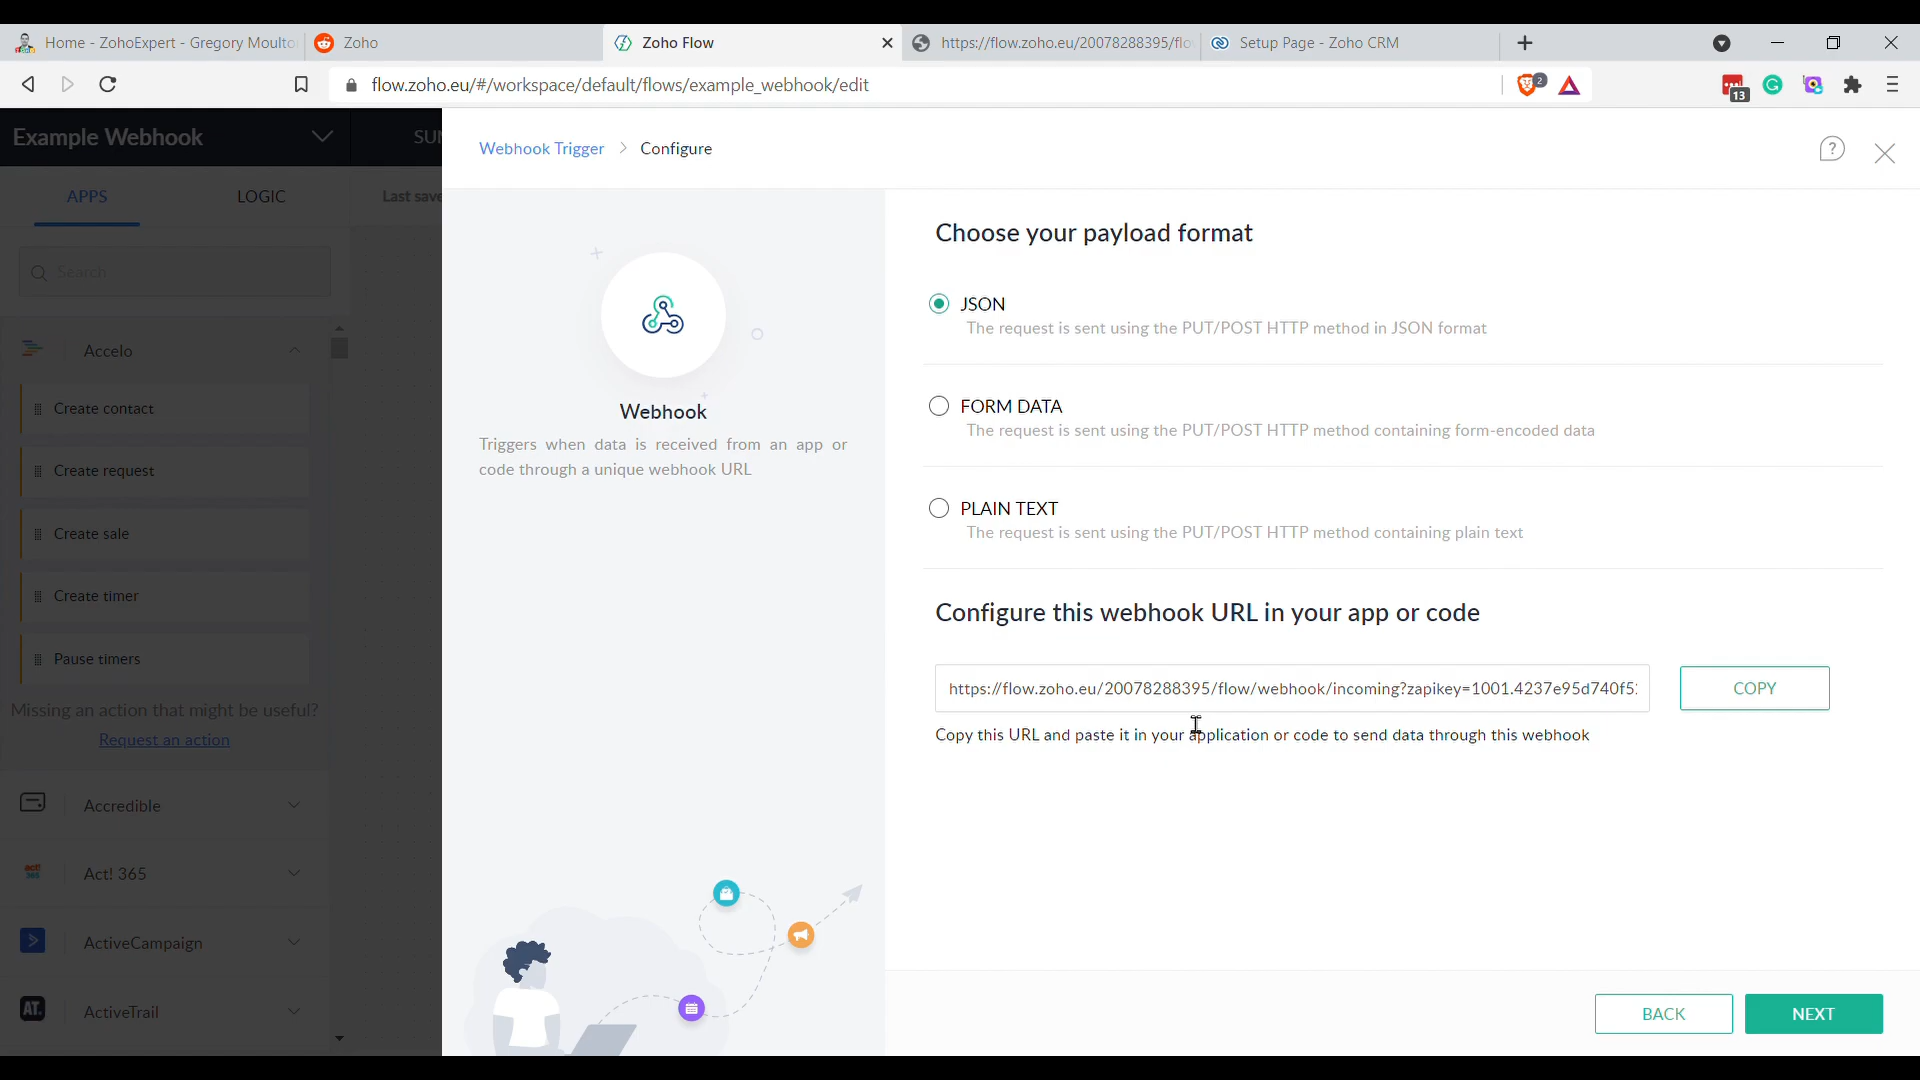 Home - ZohoExpert - Gregory Moulto
Zoho
Zoho Flow
https://flow.zoho.eu/20078288395/flo
Setup Page - Zoho CRM
flow.zoho.eu/#/workspace/default/flows/example_webhook/edit
2
13
Example Webhook
SUM
Webhook Trigger > Configure
?
APPS
LOGIC
Last save
Search
Accelo
Create contact
Create request
Create sale
Create timer
Pause timers
Missing an action that might be useful?
Request an action
Accredible
act! 365
Act! 365
ActiveCampaign
AT.
ActiveTrail
Webhook
Triggers when data is received from an app or
code through a unique webhook URL
Choose your payload format
JSON
The request is sent using the PUT/POST HTTP method in JSON format
FORM DATA
The request is sent using the PUT/POST HTTP method containing form-encoded data
PLAIN TEXT
The request is sent using the PUT/POST HTTP method containing plain text
Configure this webhook URL in your app or code
https://flow.zoho.eu/20078288395/flow/webhook/incoming?zapikey=1001.4237e95d740f5
COPY
Copy this URL and paste it in your application or code to send data through this webhook
BACK
NEXT